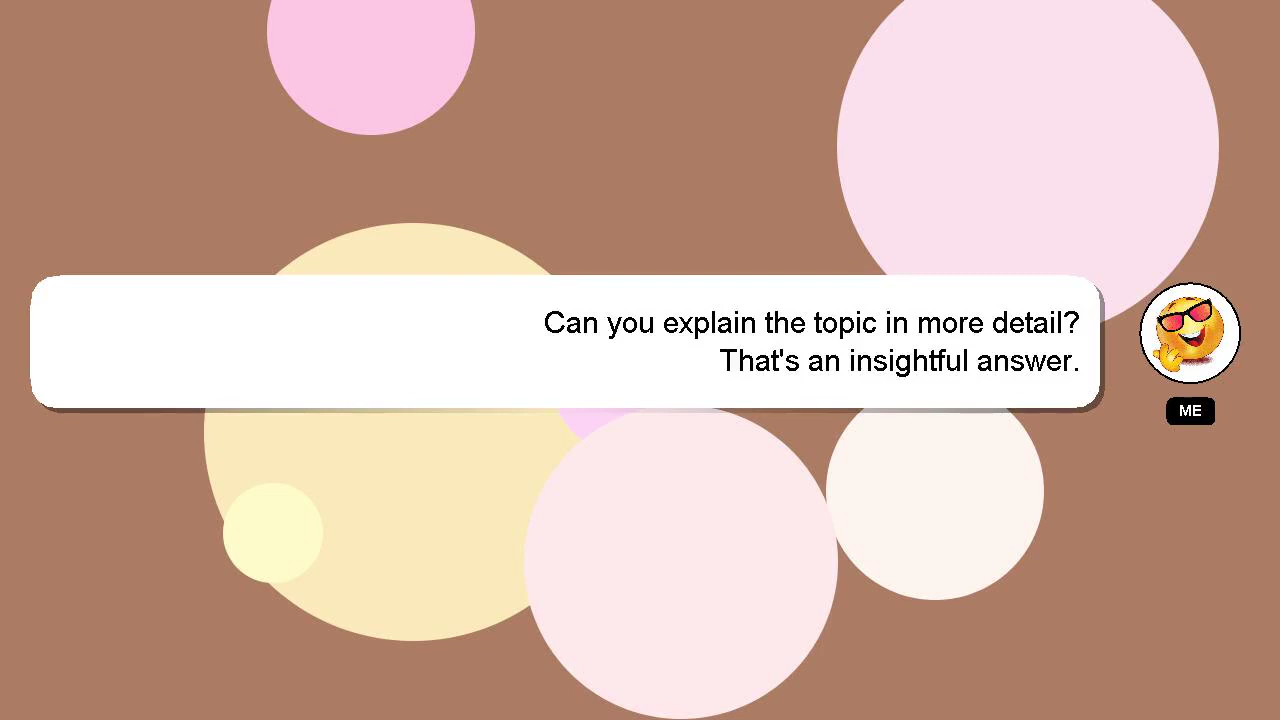 Can you explain the topic in more detail?
That's an insightful answer.
ME